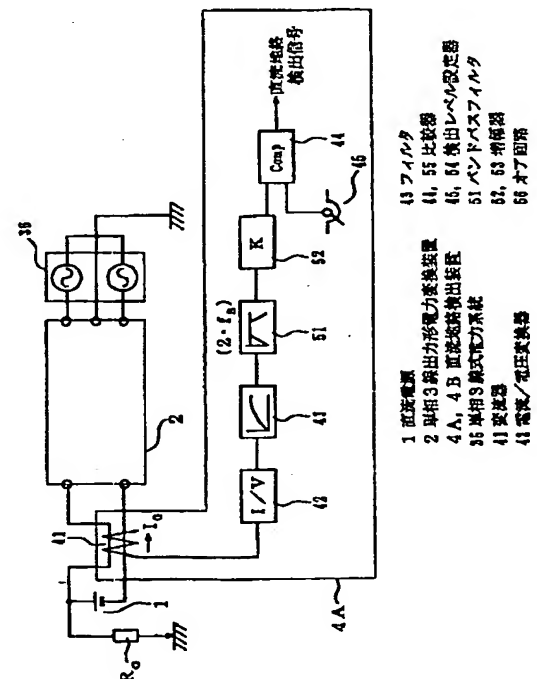 36
2
41
I₀
1
R₀
4A
I/V
42
43
(2・fB)
51
K
52
Comp
44
45
直流地絡
検出信号
1 直流電源
2 単相3線出力形電力変換装置
4A, 4B 直流地絡検出装置
36 単相3線式電力系統
41 変流器
42 電流/電圧変換器
43 フィルタ
44, 55 比較器
45, 54 検出レベル設定器
51 バンドパスフィルタ
52, 53 増幅器
56 オア回路